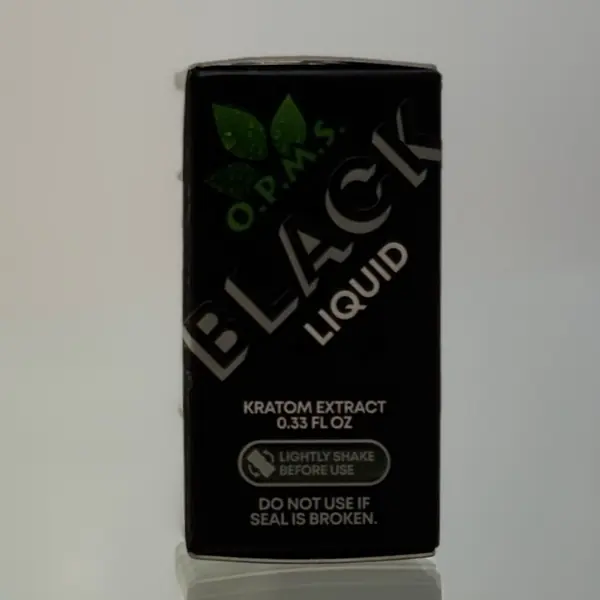 O.P.M.S.
BLACK
LIQUID
KRATOM EXTRACT
0.33 FL OZ
LIGHTLY SHAKE
BEFORE USE
DO NOT USE IF
SEAL IS BROKEN.